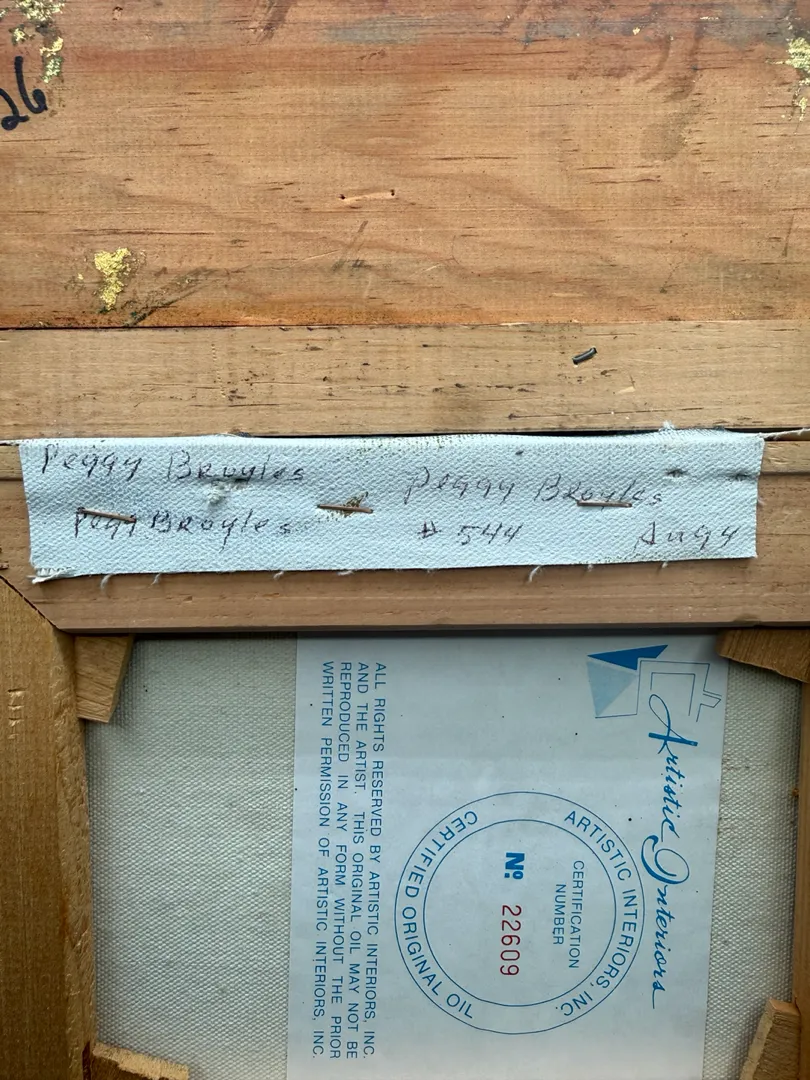 26
Peggy Broyles
Peggy Broyles
Peggy Broyles
# 544 Aug 4
Artistic Interiors
ARTISTIC INTERIORS, INC.
CERTIFICATION
NUMBER
Nº 22609
CERTIFIED ORIGINAL OIL
ALL RIGHTS RESERVED BY ARTISTIC INTERIORS, INC.
AND THE ARTIST. THIS ORIGINAL OIL MAY NOT BE
REPRODUCED IN ANY FORM WITHOUT THE PRIOR
WRITTEN PERMISSION OF ARTISTIC INTERIORS, INC.